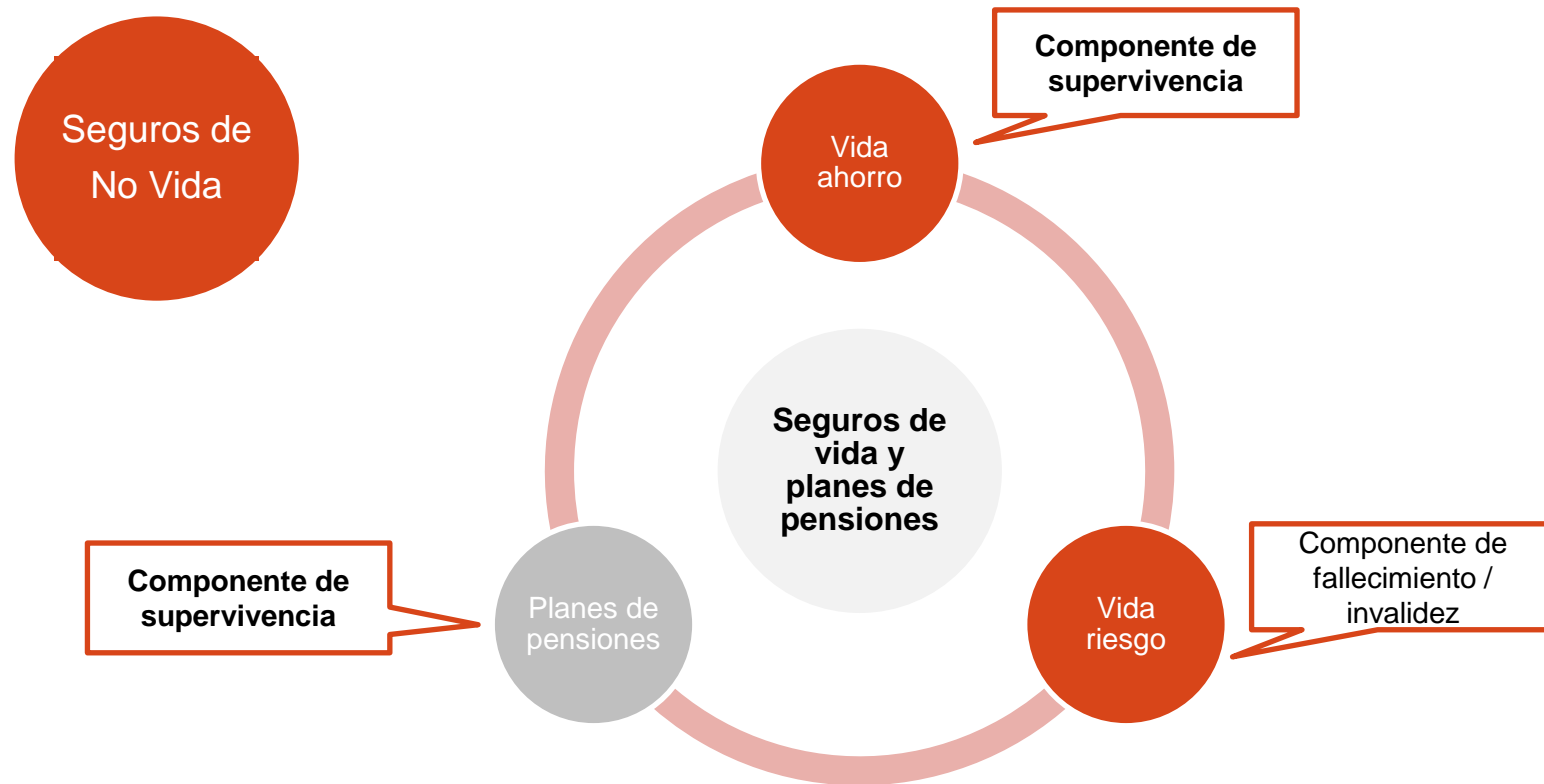 Seguros de
No Vida
Componente de
supervivencia
Vida
ahorro
Seguros de
vida y
planes de
pensiones
Componente de
supervivencia
Planes de
pensiones
Vida
riesgo
Componente de
fallecimiento /
invalidez